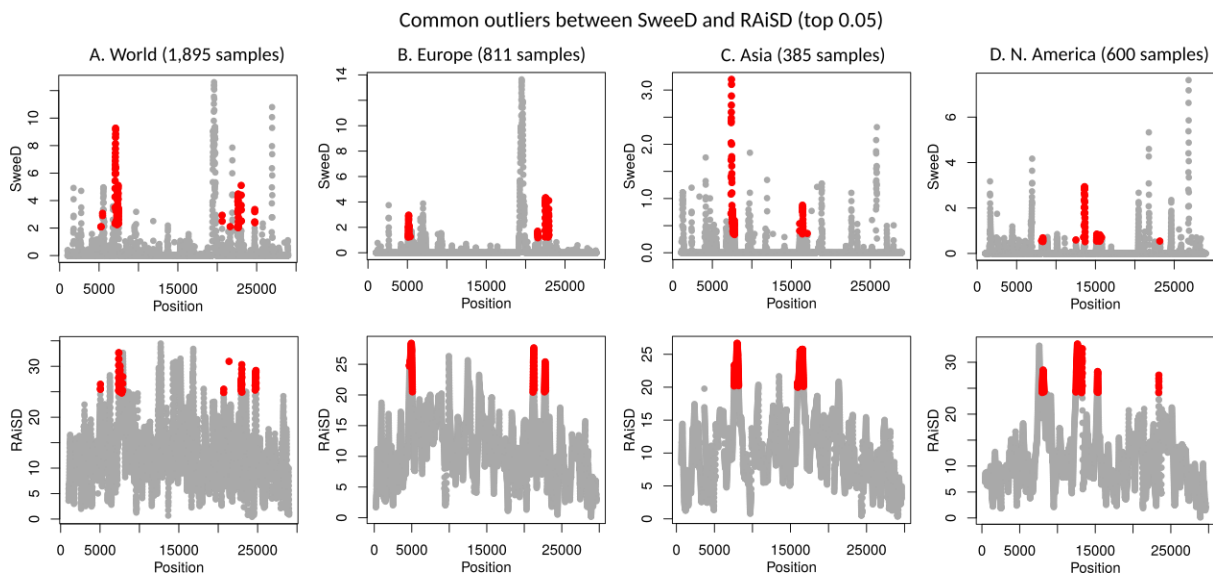 Common outliers between SweeD and RAiSD (top 0.05)
A. World (1,895 samples)
B. Europe (811 samples)
C. Asia (385 samples)
D. N. America (600 samples)
SweeD
0 2 4 6 8 10
0 5000 15000 25000
Position
SweeD
0 2 4 6 8 10 12 14
0 5000 15000 25000
Position
SweeD
0.0 1.0 2.0 3.0
0 5000 15000 25000
Position
SweeD
0 2 4 6
0 5000 15000 25000
Position
RAiSD
0 5 10 20 30
0 5000 15000 25000
Position
RAiSD
0 5 10 15 20 25
0 5000 15000 25000
Position
RAiSD
0 5 10 15 20 25
0 5000 15000 25000
Position
RAiSD
0 5 10 20 30
0 5000 15000 25000
Position